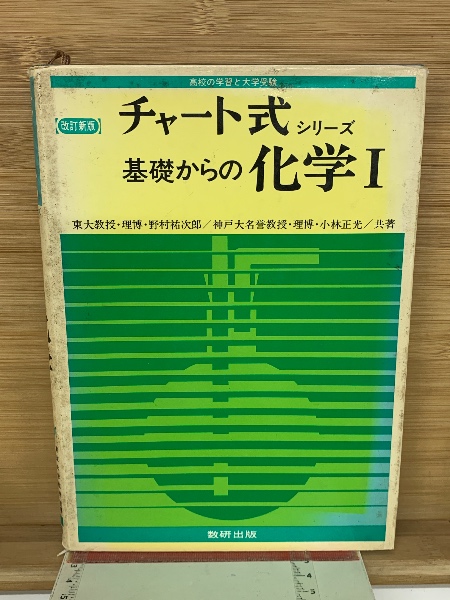 高校の学習と大学受験
【改訂新版】
チャート式シリーズ
基礎からの化学I
東大教授・理博・野村祐次郎/神戸大名誉教授・理博・小林正光/共著
数研出版